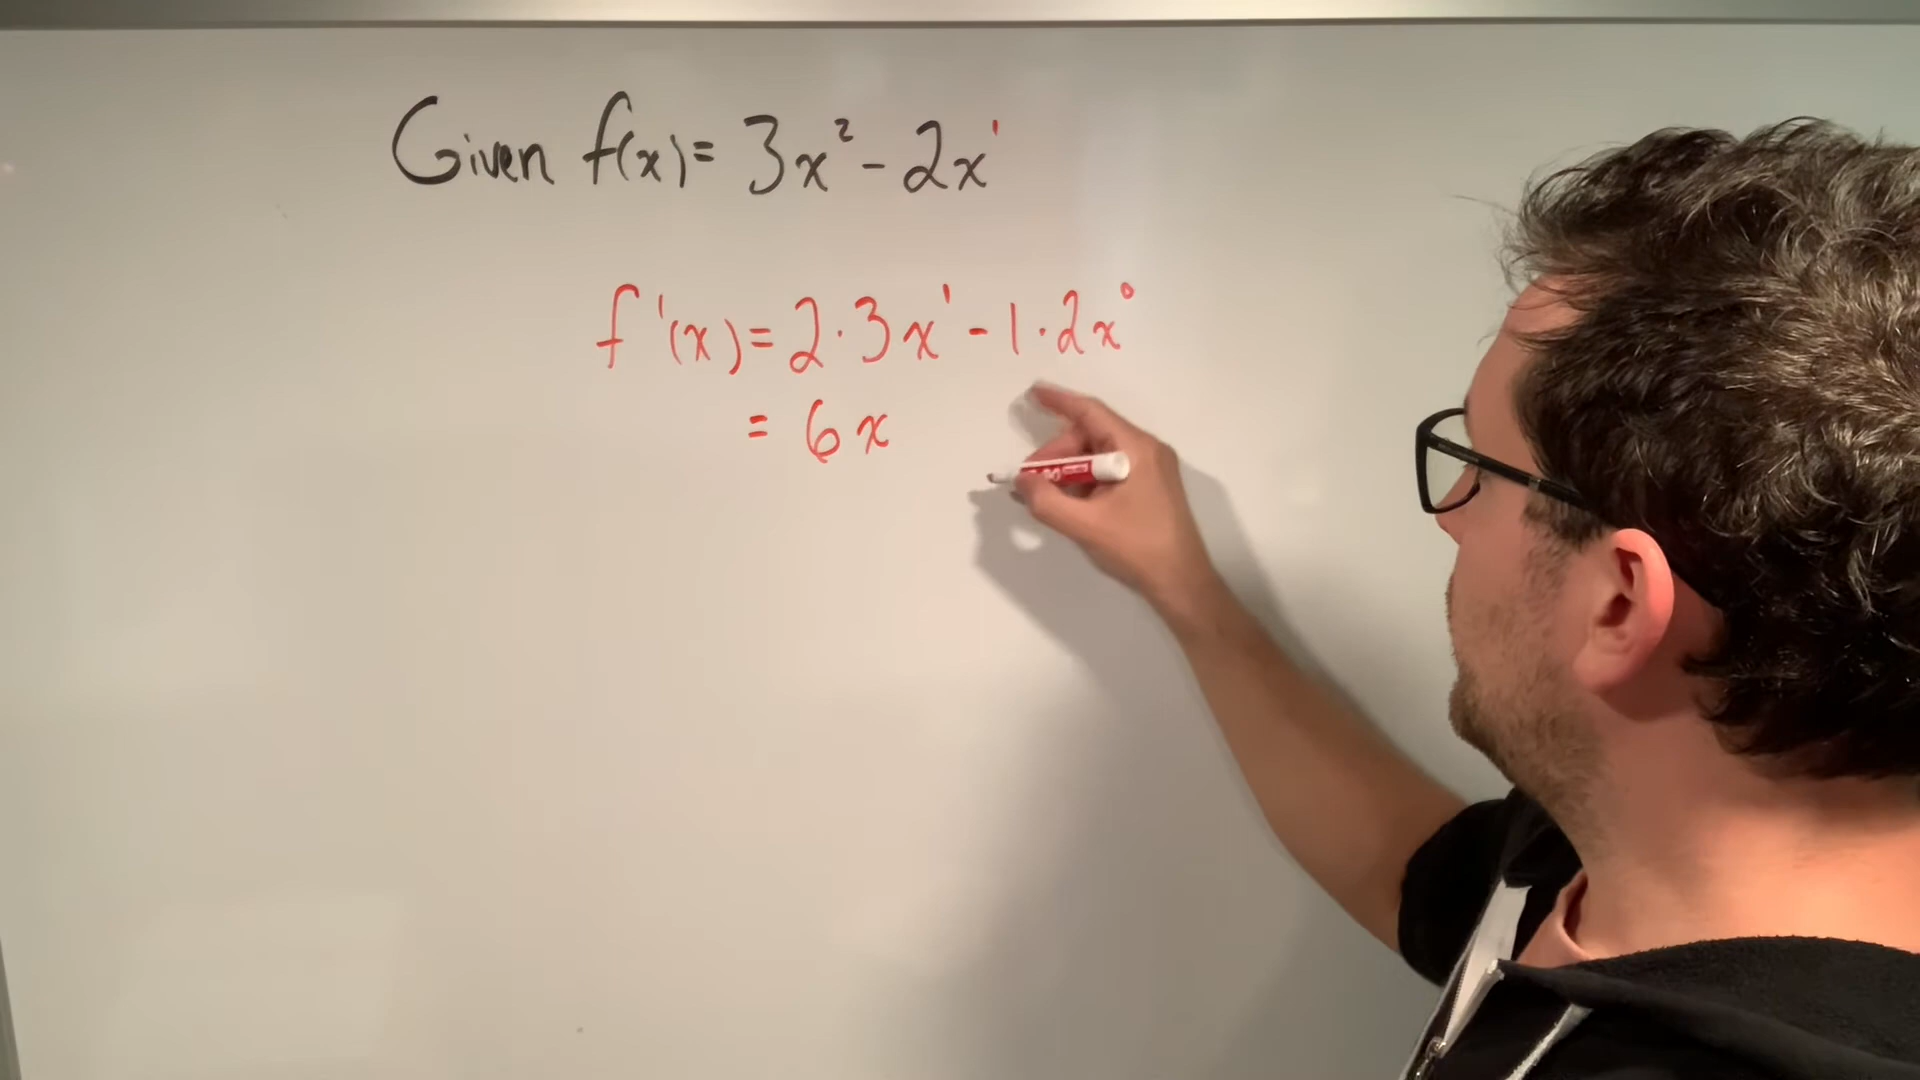 Given f(x) = 3x² - 2x¹
f'(x) = 2·3x¹ - 1·2x⁰
= 6x